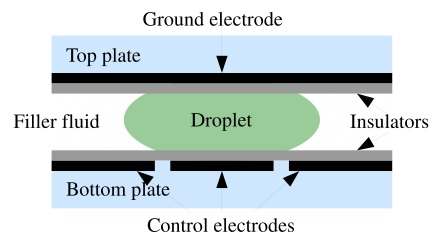 Ground electrode
Top plate
Filler fluid
Droplet
Insulators
Bottom plate
Control electrodes